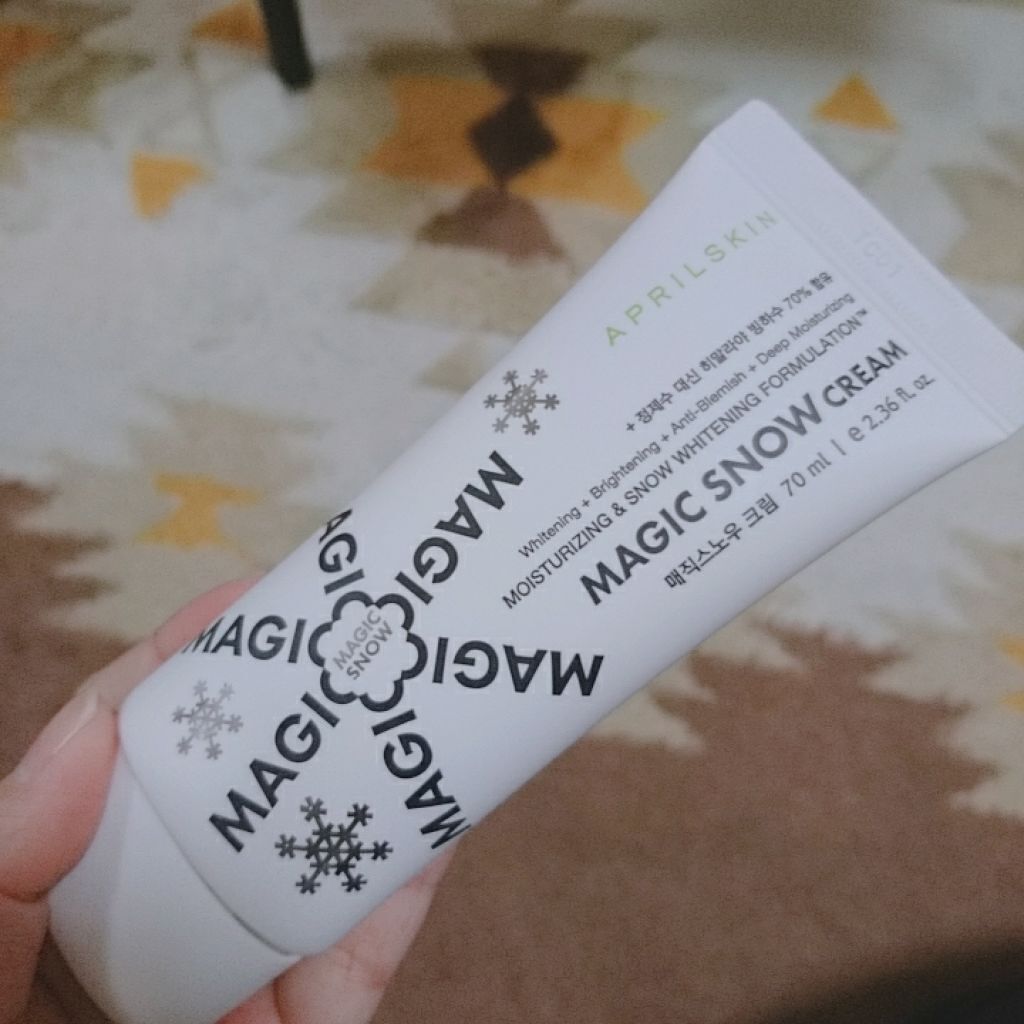 APRILSKIN
+ 정제수 대신 히말라야 빙하수 70% 함유
Whitening + Brightening + Anti-Blemish + Deep Moisturizing
MOISTURIZING & SNOW WHITENING FORMULATION™
MAGIC SNOW CREAM
매직스노우 크림 70 ml | e 2.36 fl. oz.
MAGIC
MAGIC
MAGIC
MAGIC
SNOW
MAGIC
MAGIC
MAGIC